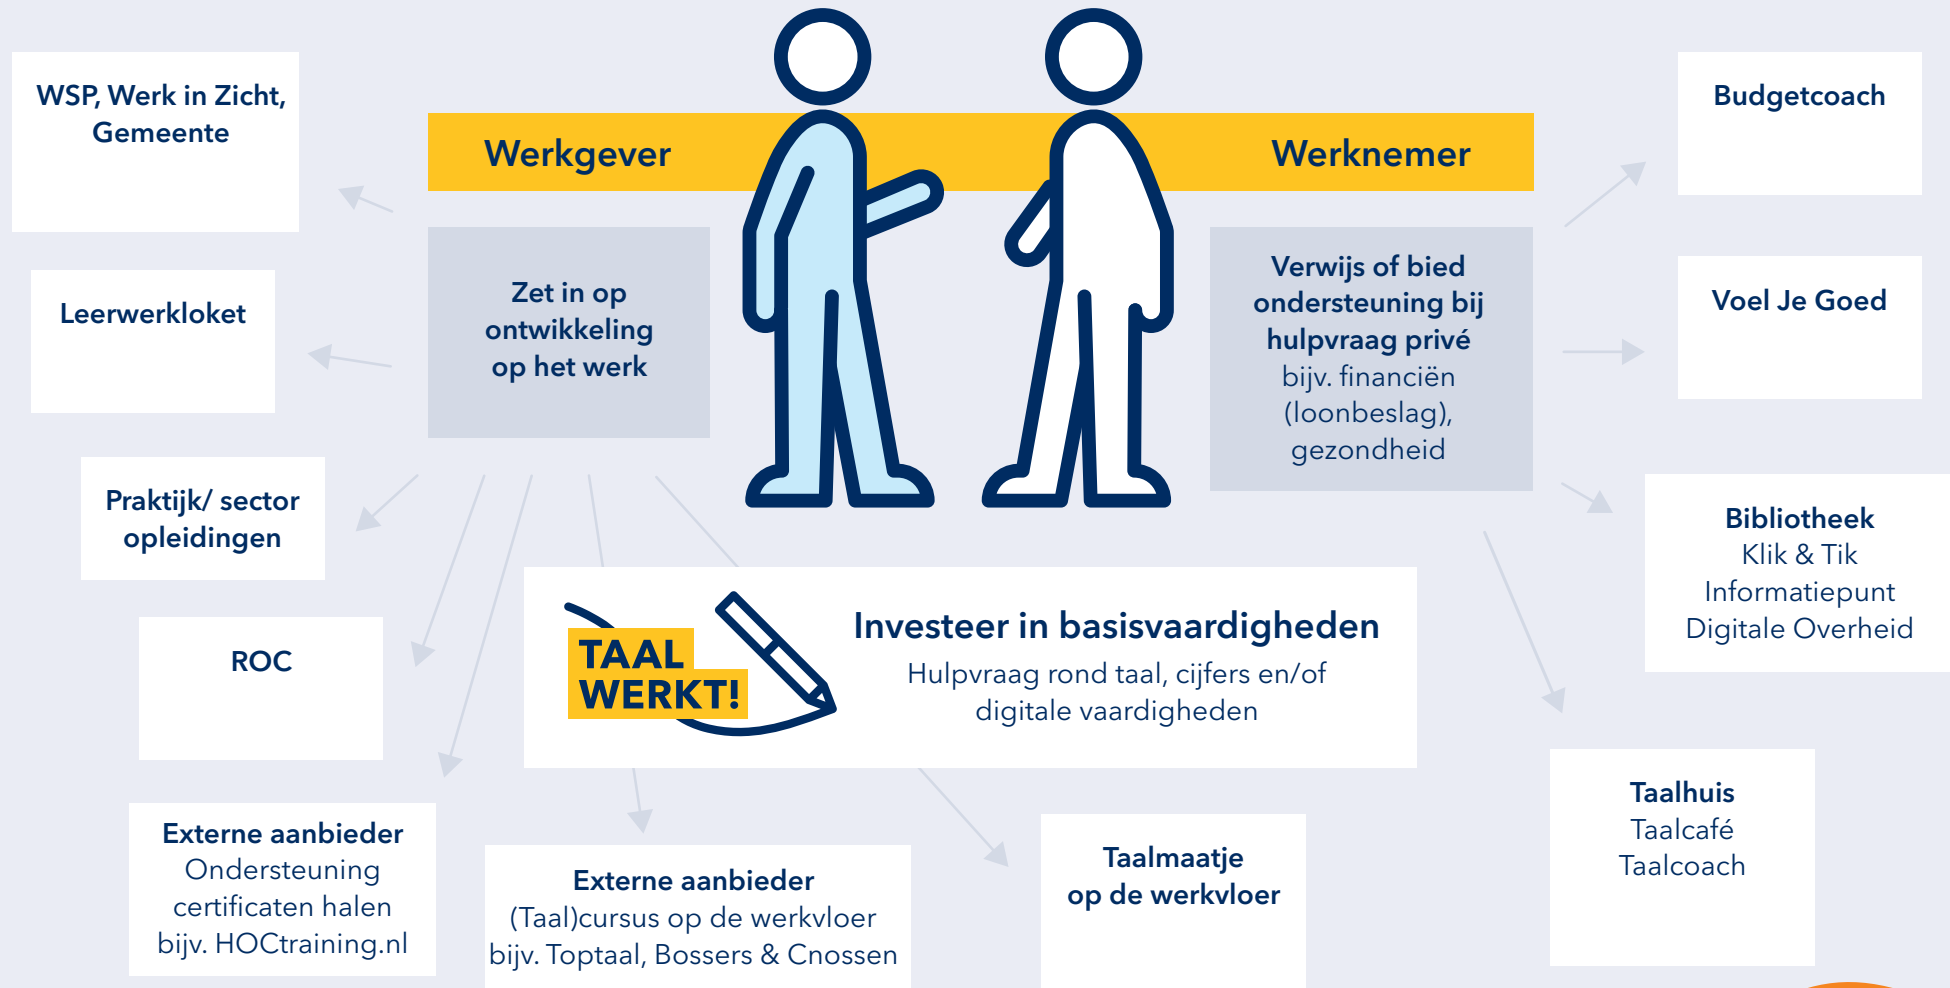 WSP, Werk in Zicht,
Gemeente
Werkgever
Werknemer
Budgetcoach
Leerwerkloket
Zet in op
ontwikkeling
op het werk
Verwijs of bied
ondersteuning bij
hulpvraag privé
bijv. financiën
(loonbeslag),
gezondheid
Voel Je Goed
Praktijk/ sector
opleidingen
Bibliotheek
Klik & Tik
Informatiepunt
Digitale Overheid
ROC
TAAL
WERKT!
Investeer in basisvaardigheden
Hulpvraag rond taal, cijfers en/of
digitale vaardigheden
Externe aanbieder
Ondersteuning
certificaten halen
bijv. HOCtraining.nl
Externe aanbieder
(Taal)cursus op de werkvloer
bijv. Toptaal, Bossers & Cnossen
Taalmaatje
op de werkvloer
Taalhuis
Taalcafé
Taalcoach